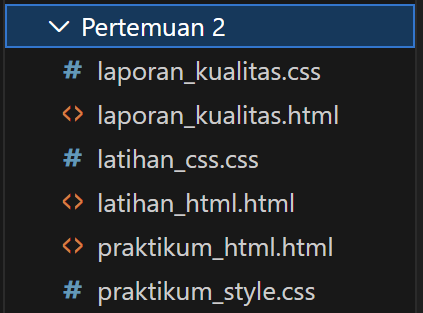 Pertemuan 2
# laporan_kualitas.css
<> laporan_kualitas.html
# latihan_css.css
<> latihan_html.html
<> praktikum_html.html
# praktikum_style.css